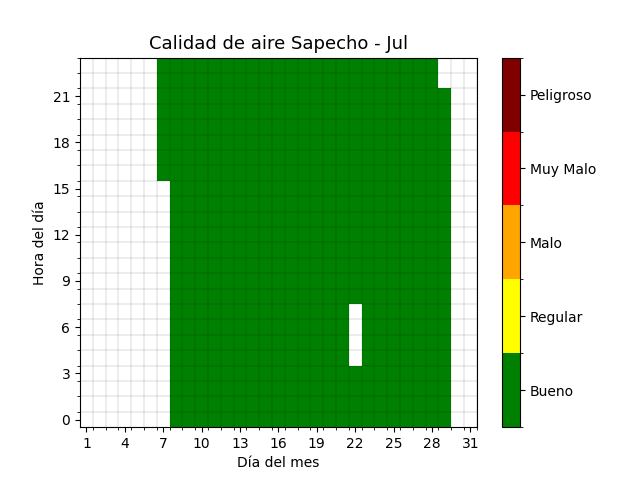 Calidad de aire Sapecho - Jul
Hora del día
21
18
15
12
9
6
3
0
1 4 7 10 13 16 19 22 25 28 31
Día del mes
Peligroso
Muy Malo
Malo
Regular
Bueno